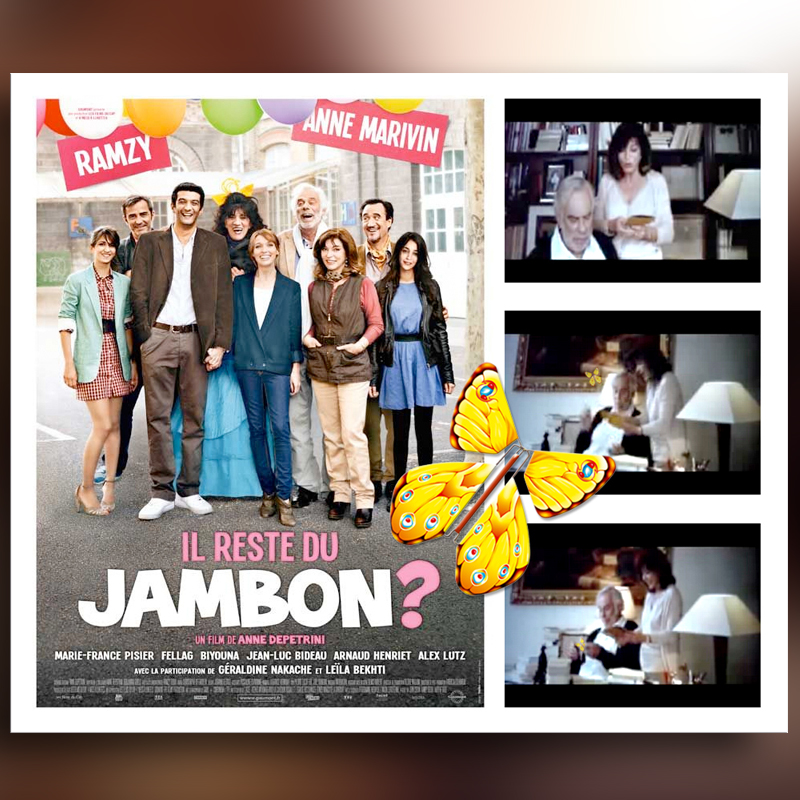 RAMZY
ANNE MARIVIN
IL RESTE DU
JAMBON?
UN FILM DE ANNE DEPETRINI
MARIE-FRANCE PISIER FELLAG BIYOUNA JEAN-LUC BIDEAU ARNAUD HENRIET ALEX LUTZ
AVEC LA PARTICIPATION DE GÉRALDINE NAKACHE ET LEÏLA BEKHTI